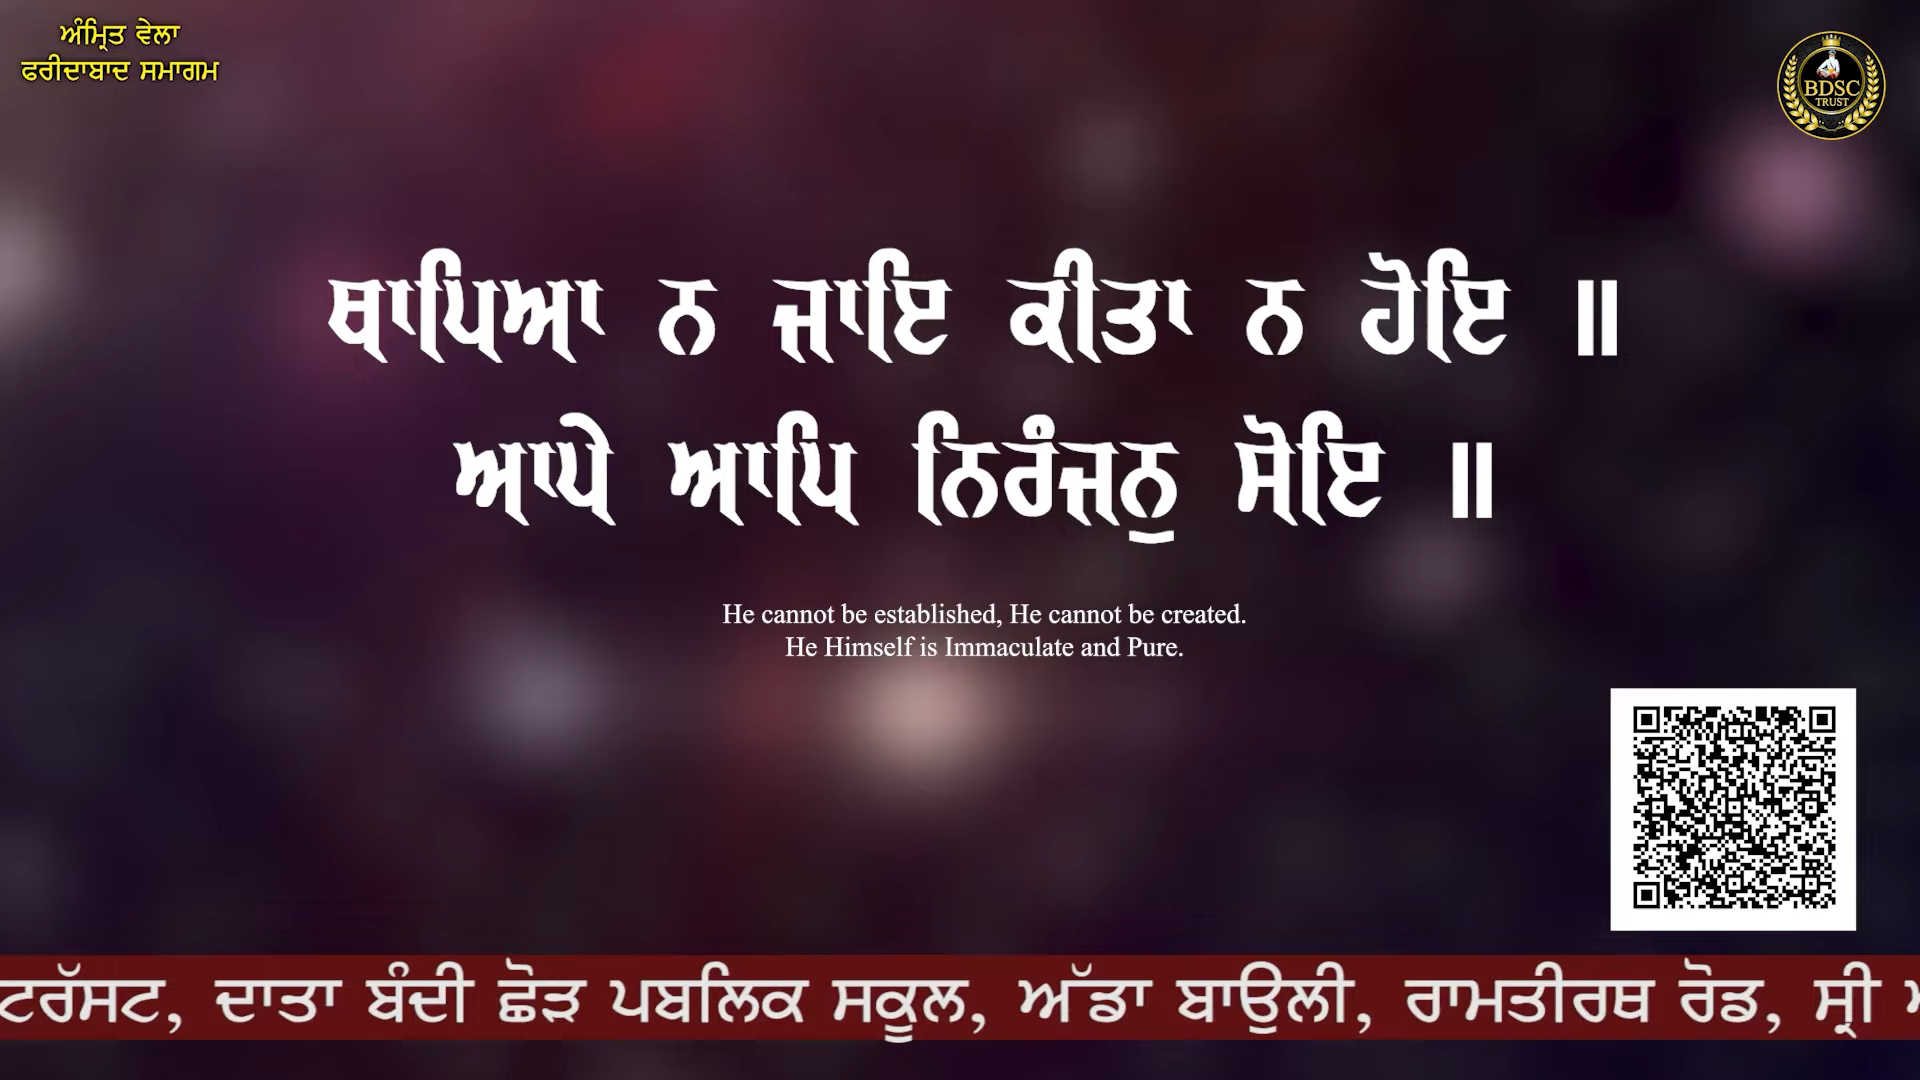 ਅੰਮ੍ਰਿਤ ਵੇਲਾ
ਫਰੀਦਾਬਾਦ ਸਮਾਗਮ
BDSC
TRUST
ਥਾਪਿਆ ਨ ਜਾਇ ਕੀਤਾ ਨ ਹੋਇ ॥
ਆਪੇ ਆਪਿ ਨਿਰੰਜਨੁ ਸੋਇ ॥
He cannot be established, He cannot be created.
He Himself is Immaculate and Pure.
ਟਰੱਸਟ, ਦਾਤਾ ਬੰਦੀ ਛੋੜ ਪਬਲਿਕ ਸਕੂਲ, ਅੱਡਾ ਬਾਉਲੀ, ਰਾਮਤੀਰਥ ਰੋਡ, ਸ੍ਰੀ